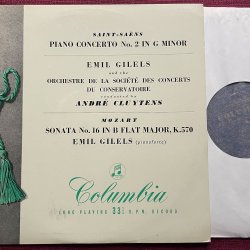 SAINT-SAËNS
PIANO CONCERTO No. 2 IN G MINOR
EMIL GILELS
and the
ORCHESTRE DE LA SOCIÉTÉ DES CONCERTS
DU CONSERVATOIRE
conducted by
ANDRÉ CLUYTENS
MOZART
SONATA No. 16 IN B FLAT MAJOR, K.570
EMIL GILELS (pianoforte)
Columbia
LONG PLAYING 33⅓ R.P.M. RECORD